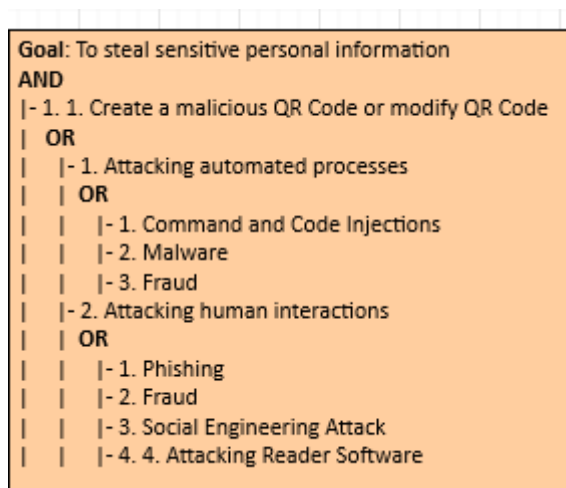 Goal: To steal sensitive personal information
AND
|- 1. 1. Create a malicious QR Code or modify QR Code
| OR
| |- 1. Attacking automated processes
| | OR
| | |- 1. Command and Code Injections
| | |- 2. Malware
| | |- 3. Fraud
| |- 2. Attacking human interactions
| | OR
| | |- 1. Phishing
| | |- 2. Fraud
| | |- 3. Social Engineering Attack
| | |- 4. 4. Attacking Reader Software